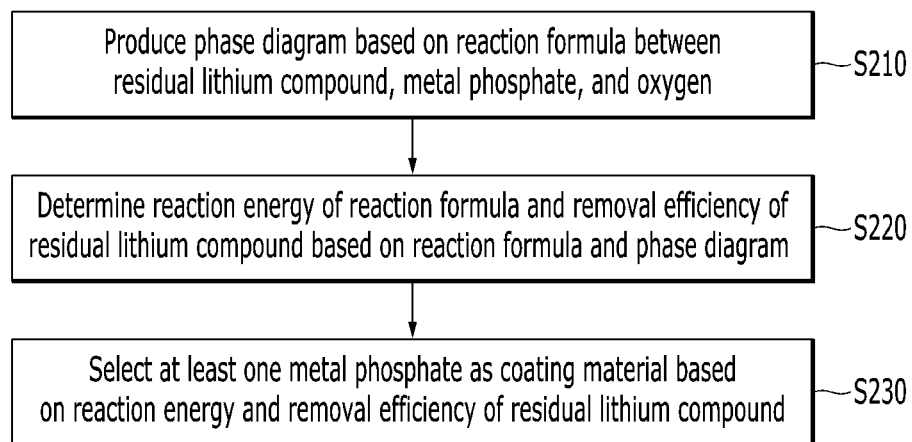 Produce phase diagram based on reaction formula between
residual lithium compound, metal phosphate, and oxygen
S210
Determine reaction energy of reaction formula and removal efficiency of
residual lithium compound based on reaction formula and phase diagram
S220
Select at least one metal phosphate as coating material based
on reaction energy and removal efficiency of residual lithium compound
S230